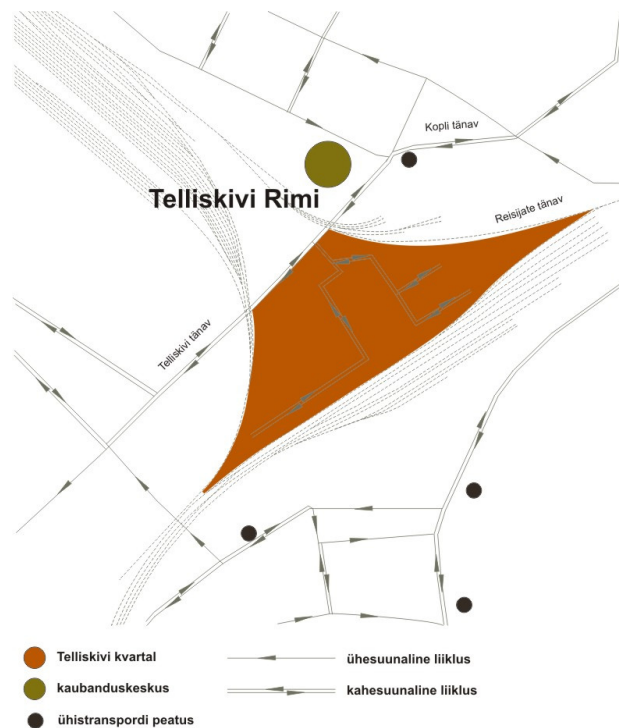 Kopli tänav
Telliskivi Rimi
Reisijate tänav
Telliskivi tänav
Telliskivi kvartal
ühesuunaline liiklus
kaubanduskeskus
kahesuunaline liiklus
ühistranspordi peatus